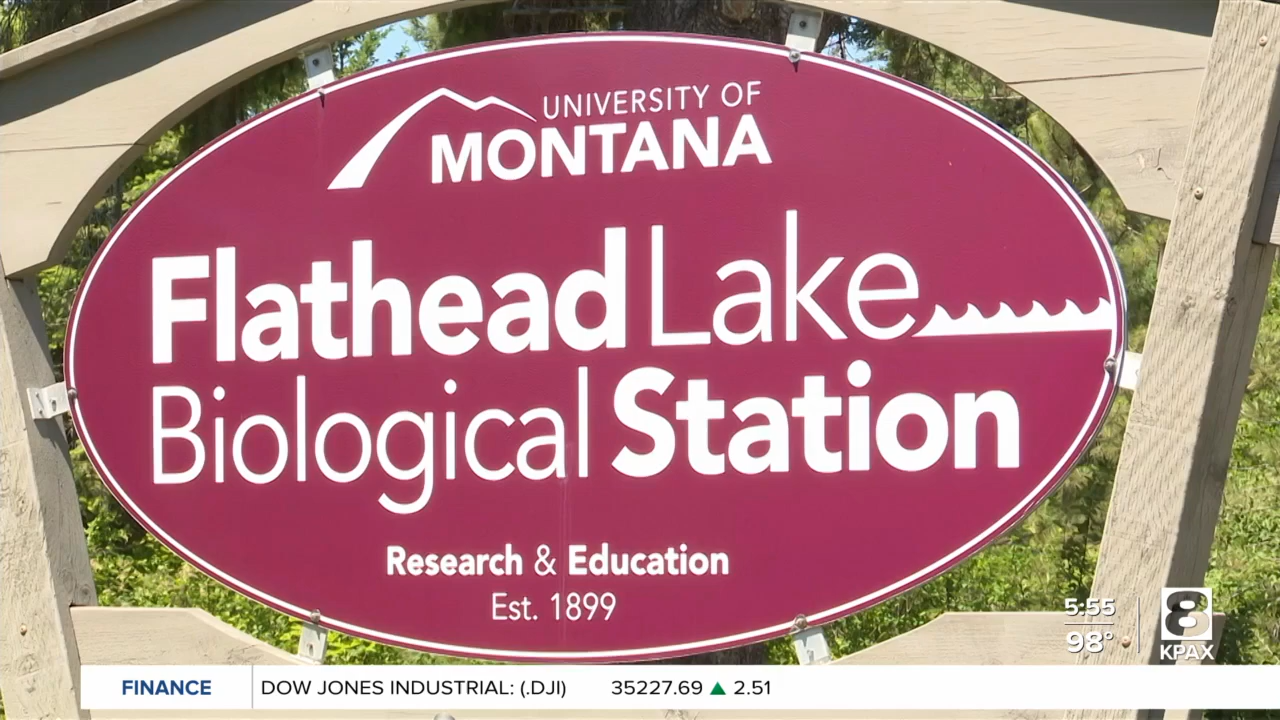 UNIVERSITY OF
MONTANA
Flathead Lake
Biological Station
Research & Education
Est. 1899
5:55
98°
8
KPAX
FINANCE DOW JONES INDUSTRIAL: (.DJI) 35227.69 ▲ 2.51